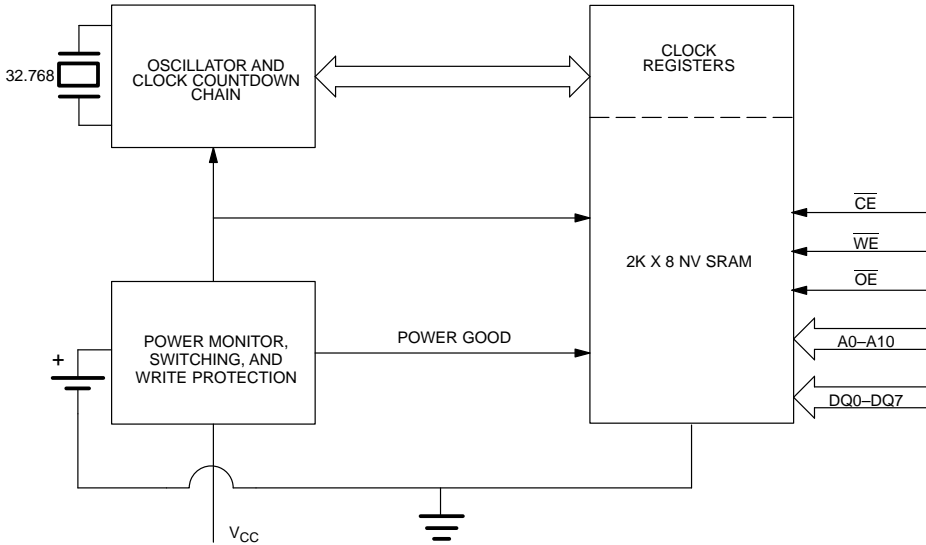 32.768
OSCILLATOR AND
CLOCK COUNTDOWN
CHAIN
CLOCK
REGISTERS
CE
WE
2K X 8 NV SRAM
OE
POWER MONITOR,
SWITCHING, AND
WRITE PROTECTION
POWER GOOD
A0–A10
+
DQ0–DQ7
VCC